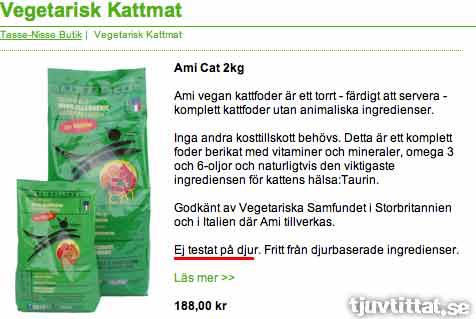 Vegetarisk Kattmat
Tasse-Nisse Butik | Vegetarisk Kattmat
Ami Cat 2kg
Ami vegan kattfoder är ett torrt - färdigt att servera -
komplett kattfoder utan animaliska ingredienser.
Inga andra kosttillskott behövs. Detta är ett komplett
foder berikat med vitaminer och mineraler, omega 3
och 6-oljor och naturligtvis den viktigaste
ingrediensen för kattens hälsa:Taurin.
Godkänt av Vegetariska Samfundet i Storbritannien
och i Italien där Ami tillverkas.
Ej testat på djur. Fritt från djurbaserade ingredienser.
Läs mer >>
188,00 kr
tjuvtittat.se